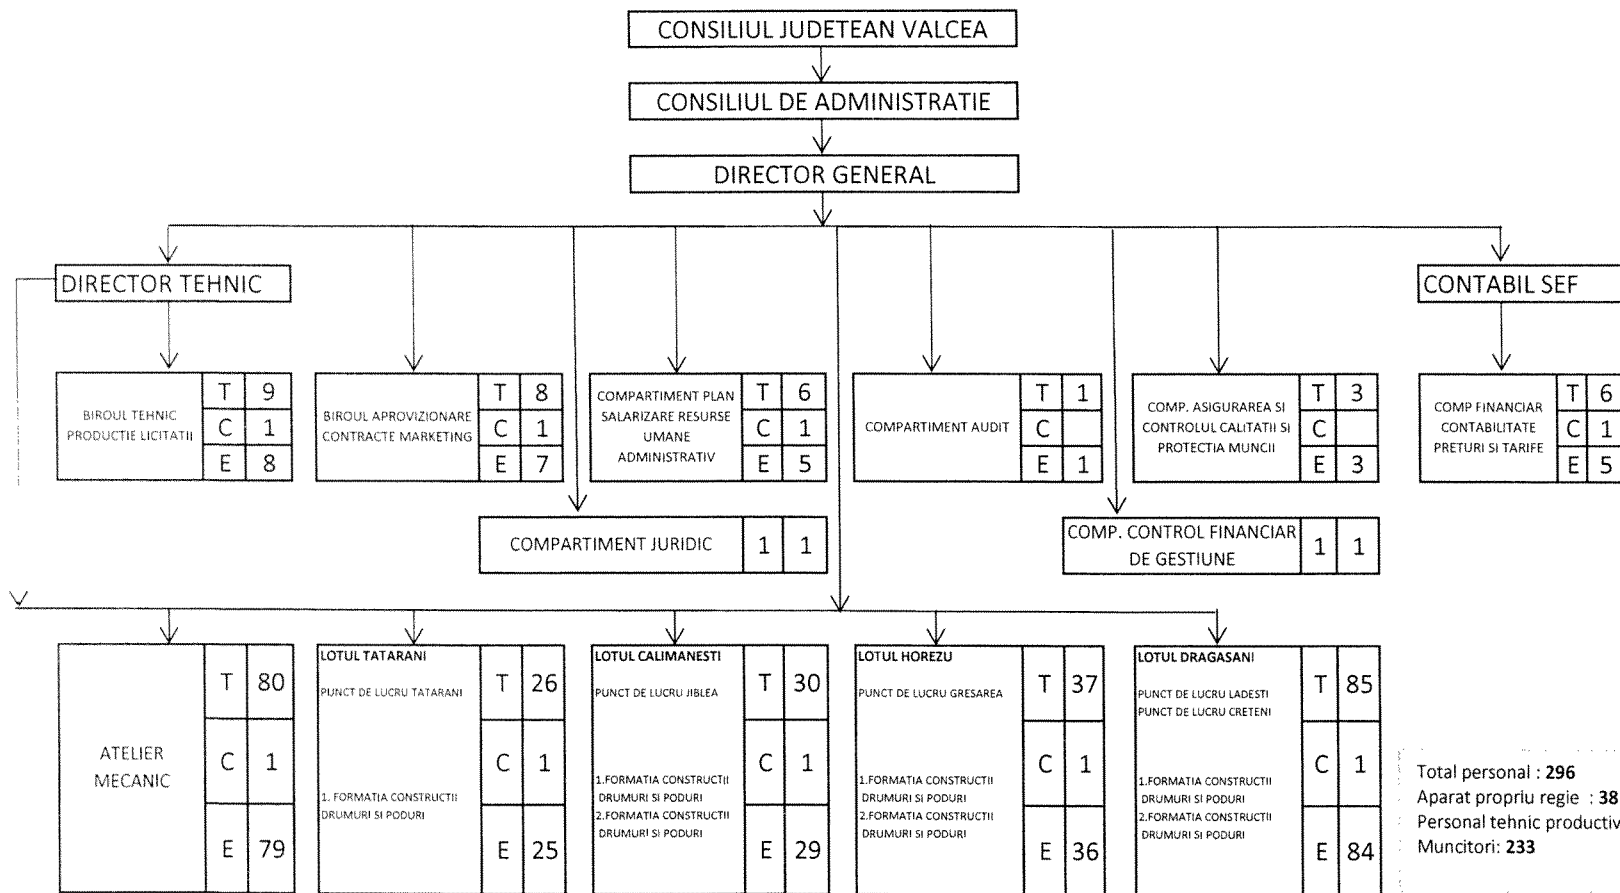 CONSILIUL JUDETEAN VALCEA
CONSILIUL DE ADMINISTRATIE
DIRECTOR GENERAL
DIRECTOR TEHNIC
CONTABIL SEF
BIROUL TEHNIC
PRODUCTIE LICITATII
T 9
C 1
E 8
BIROUL APROVIZIONARE
CONTRACTE MARKETING
T 8
C 1
E 7
COMPARTIMENT PLAN
SALARIZARE RESURSE
UMANE
ADMINISTRATIV
T 6
C 1
E 5
COMPARTIMENT AUDIT
T 1
C
E 1
COMP. ASIGURAREA SI
CONTROLUL CALITATII SI
PROTECTIA MUNCII
T 3
C
E 3
COMP FINANCIAR
CONTABILITATE
PRETURI SI TARIFE
T 6
C 1
E 5
COMPARTIMENT JURIDIC
1 1
COMP. CONTROL FINANCIAR
DE GESTIUNE
1 1
ATELIER
MECANIC
T 80
C 1
E 79
LOTUL TATARANI
PUNCT DE LUCRU TATARANI
1. FORMATIA CONSTRUCTII
DRUMURI SI PODURI
T 26
C 1
E 25
LOTUL CALIMANESTI
PUNCT DE LUCRU JIBLEA
1.FORMATIA CONSTRUCTII
DRUMURI SI PODURI
2.FORMATIA CONSTRUCTII
DRUMURI SI PODURI
T 30
C 1
E 29
LOTUL HOREZU
PUNCT DE LUCRU GRESAREA
1.FORMATIA CONSTRUCTII
DRUMURI SI PODURI
2.FORMATIA CONSTRUCTII
DRUMURI SI PODURI
T 37
C 1
E 36
LOTUL DRAGASANI
PUNCT DE LUCRU LADESTI
PUNCT DE LUCRU CRETENI
1.FORMATIA CONSTRUCTII
DRUMURI SI PODURI
2.FORMATIA CONSTRUCTII
DRUMURI SI PODURI
T 85
C 1
E 84
Total personal : 296
Aparat propriu regie : 38
Personal tehnic productiv
Muncitori: 233